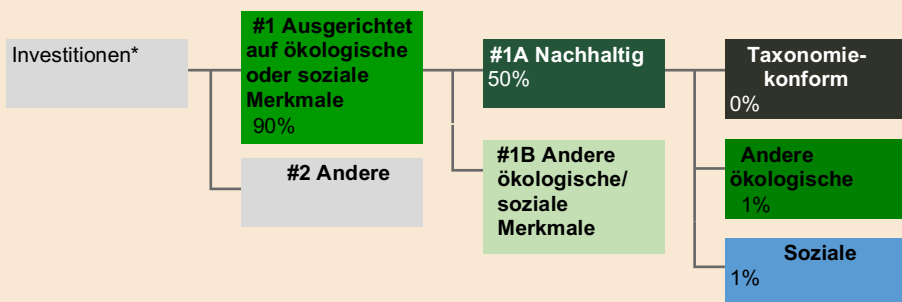 Investitionen*
#1 Ausgerichtet
auf ökologische
oder soziale
Merkmale
90%
#2 Andere
#1A Nachhaltig
50%
#1B Andere
ökologische/
soziale
Merkmale
Taxonomie-
konform
0%
Andere
ökologische
1%
Soziale
1%